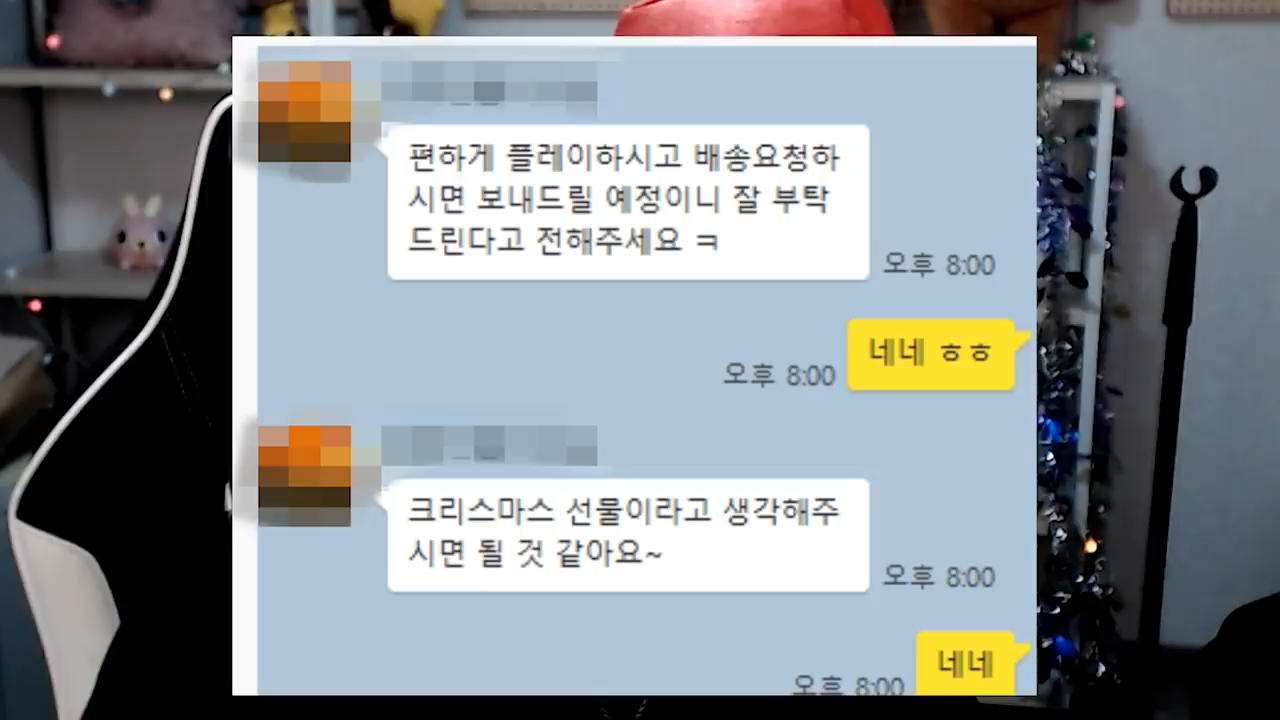 편하게 플레이하시고 배송요청하
시면 보내드릴 예정이니 잘 부탁
드린다고 전해주세요 ㅋ
오후 8:00
네네 ㅎㅎ
오후 8:00
크리스마스 선물이라고 생각해주
시면 될 것 같아요~
오후 8:00
네네
오후 8:00